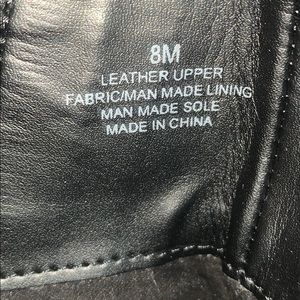 8M
LEATHER UPPER
FABRIC/MAN MADE LINING
MAN MADE SOLE
MADE IN CHINA